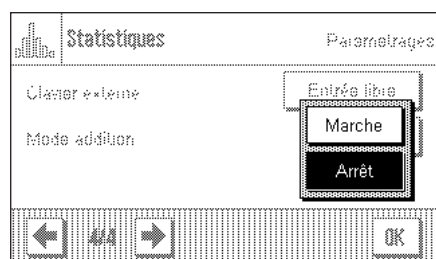 Statistiques
Paramétrages
Clavier externe
Entrée libre
Mode addition
Marche
Arrêt
4/4
OK